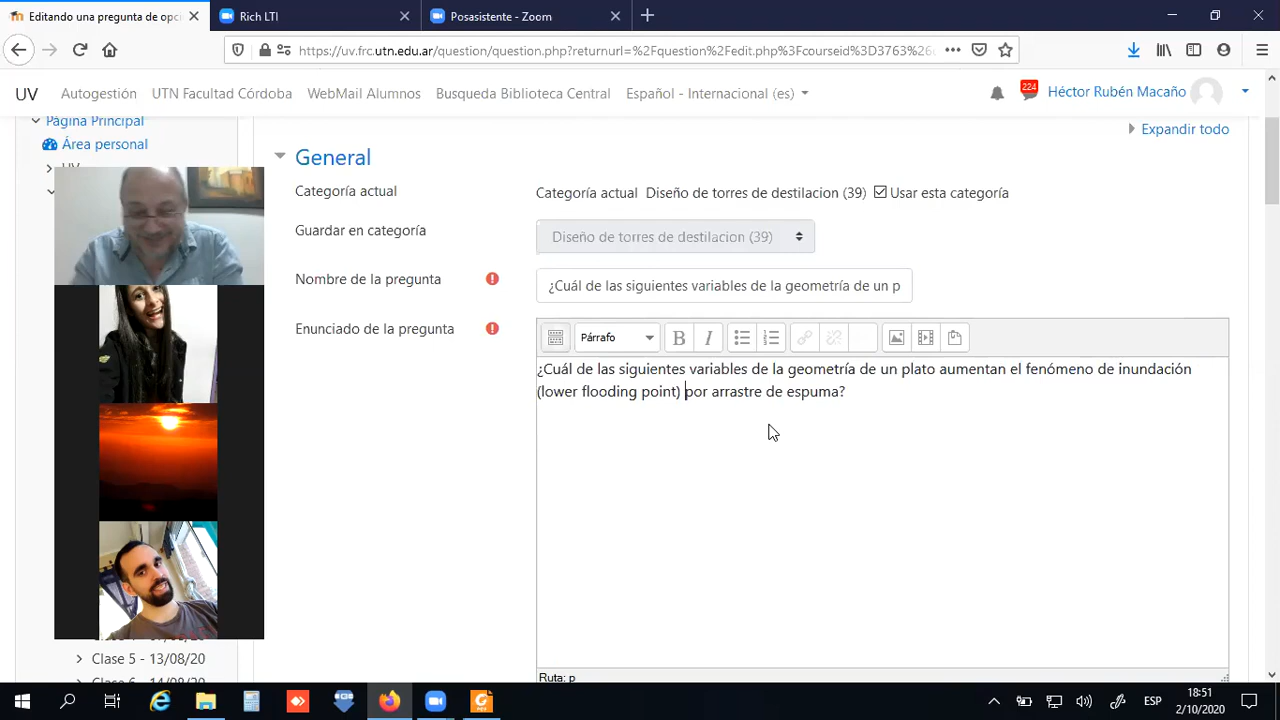 Editando una pregunta de opci
Rich LTI
Posasistente - Zoom
https://uv.frc.utn.edu.ar/question/question.php?returnurl=%2Fquestion%2Fedit.php%3Fcourseid%3D3763%26
UV
Autogestión
UTN Facultad Córdoba
WebMail Alumnos
Busqueda Biblioteca Central
Español - Internacional (es)
224
Héctor Rubén Macaño
Página Principal
Área personal
Expandir todo
General
Categoría actual
Categoría actual Diseño de torres de destilacion (39) Usar esta categoría
Guardar en categoría
Diseño de torres de destilacion (39)
Nombre de la pregunta
¿Cuál de las siguientes variables de la geometría de un p
Enunciado de la pregunta
Párrafo
B I
¿Cuál de las siguientes variables de la geometría de un plato aumentan el fenómeno de inundación
(lower flooding point) por arrastre de espuma?
Clase 5 - 13/08/20
Ruta: p
ESP
18:51
2/10/2020